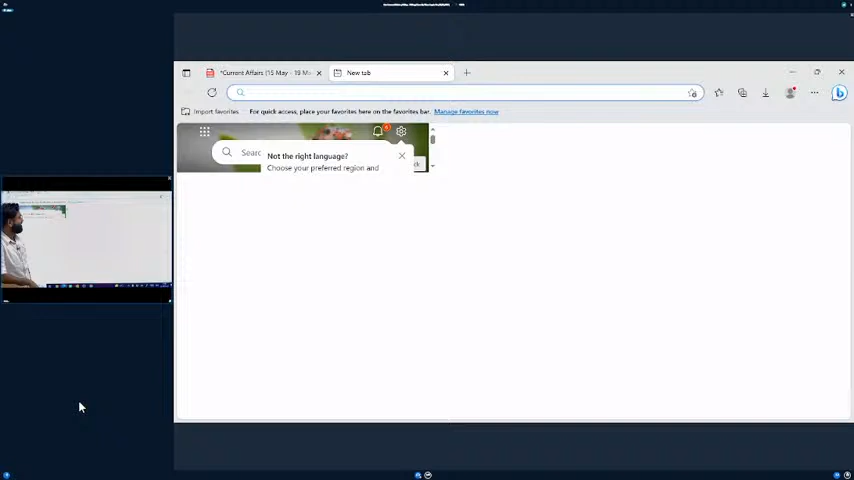 *Current Affairs (15 May - 19 M
New tab
Import favorites
For quick access, place your favorites here on the favorites bar. Manage favorites now
Searc
Not the right language?
Choose your preferred region and